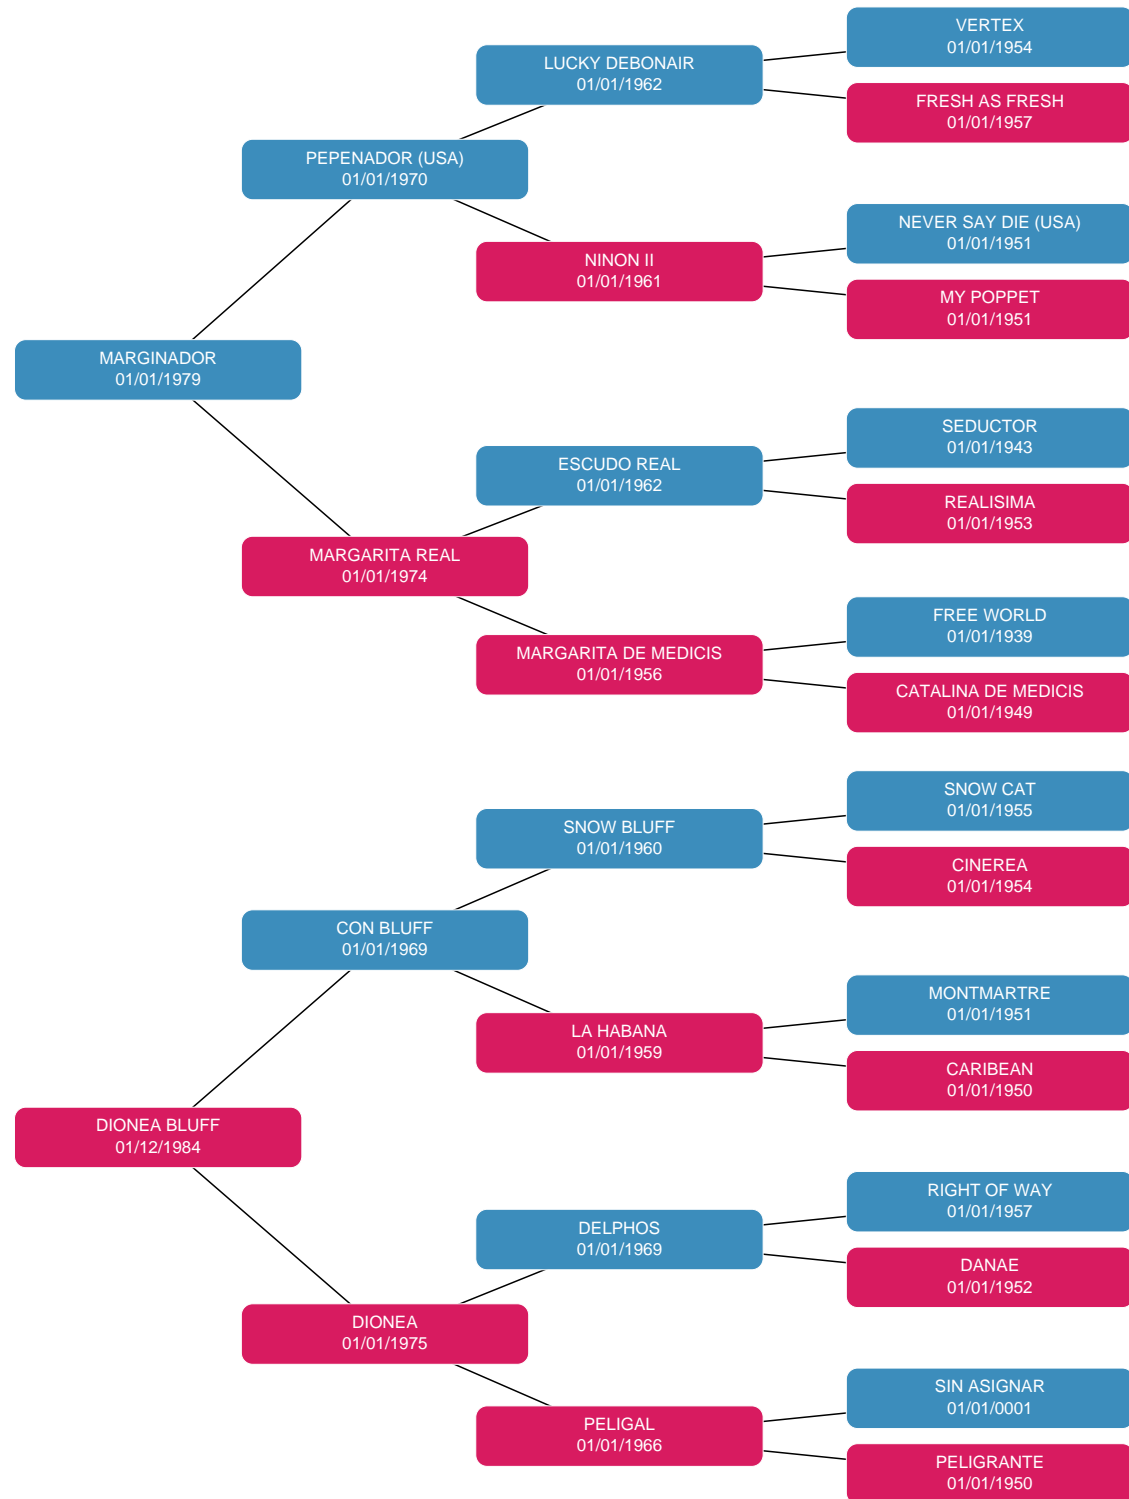 VERTEX
01/01/1954
LUCKY DEBONAIR
01/01/1962
FRESH AS FRESH
01/01/1957
PEPENADOR (USA)
01/01/1970
NEVER SAY DIE (USA)
01/01/1951
NINON II
01/01/1961
MY POPPET
01/01/1951
MARGINADOR
01/01/1979
SEDUCTOR
01/01/1943
ESCUDO REAL
01/01/1962
REALISIMA
01/01/1953
MARGARITA REAL
01/01/1974
FREE WORLD
01/01/1939
MARGARITA DE MEDICIS
01/01/1956
CATALINA DE MEDICIS
01/01/1949
SNOW CAT
01/01/1955
SNOW BLUFF
01/01/1960
CINEREA
01/01/1954
CON BLUFF
01/01/1969
MONTMARTRE
01/01/1951
LA HABANA
01/01/1959
CARIBEAN
01/01/1950
DIONEA BLUFF
01/12/1984
RIGHT OF WAY
01/01/1957
DELPHOS
01/01/1969
DANAE
01/01/1952
DIONEA
01/01/1975
SIN ASIGNAR
01/01/0001
PELIGAL
01/01/1966
PELIGRANTE
01/01/1950